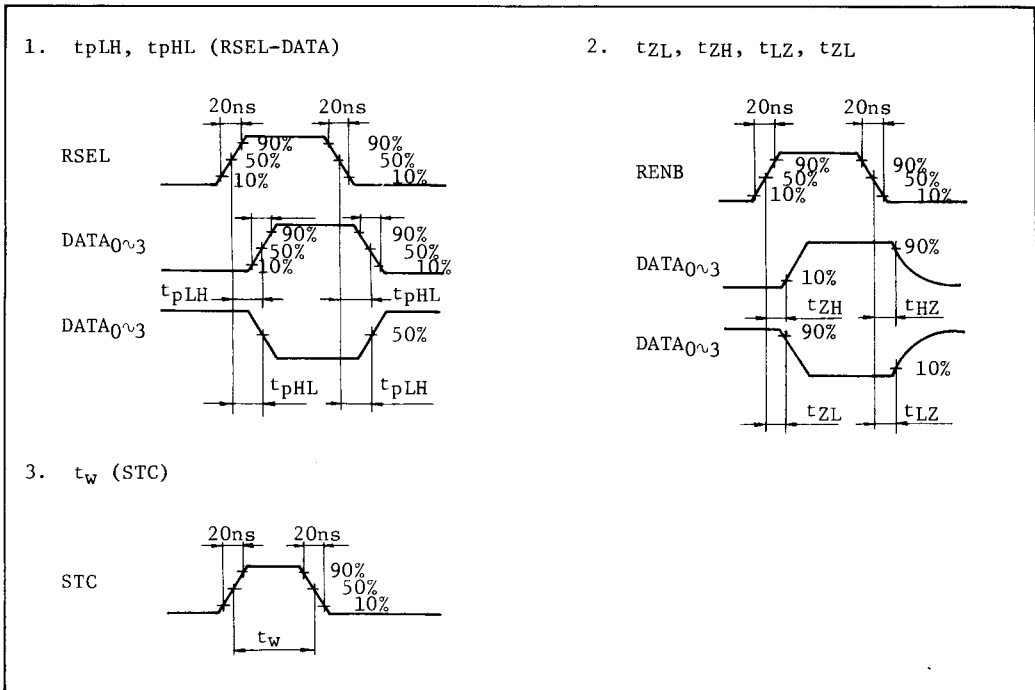 1. tpLH, tpHL (RSEL-DATA)
20ns 20ns
RSEL
90%
50%
10%
90%
50%
10%
DATA0~3
90%
50%
10%
90%
50%
10%
tpLH tpHL
DATA0~3
50%
tpHL tpLH
2. tZL, tZH, tLZ, tZL
20ns 20ns
RENB
90%
50%
10%
90%
50%
10%
DATA0~3
10%
90%
tZH tHZ
DATA0~3
90%
10%
tZL tLZ
3. tw (STC)
20ns 20ns
STC
90%
50%
10%
tw